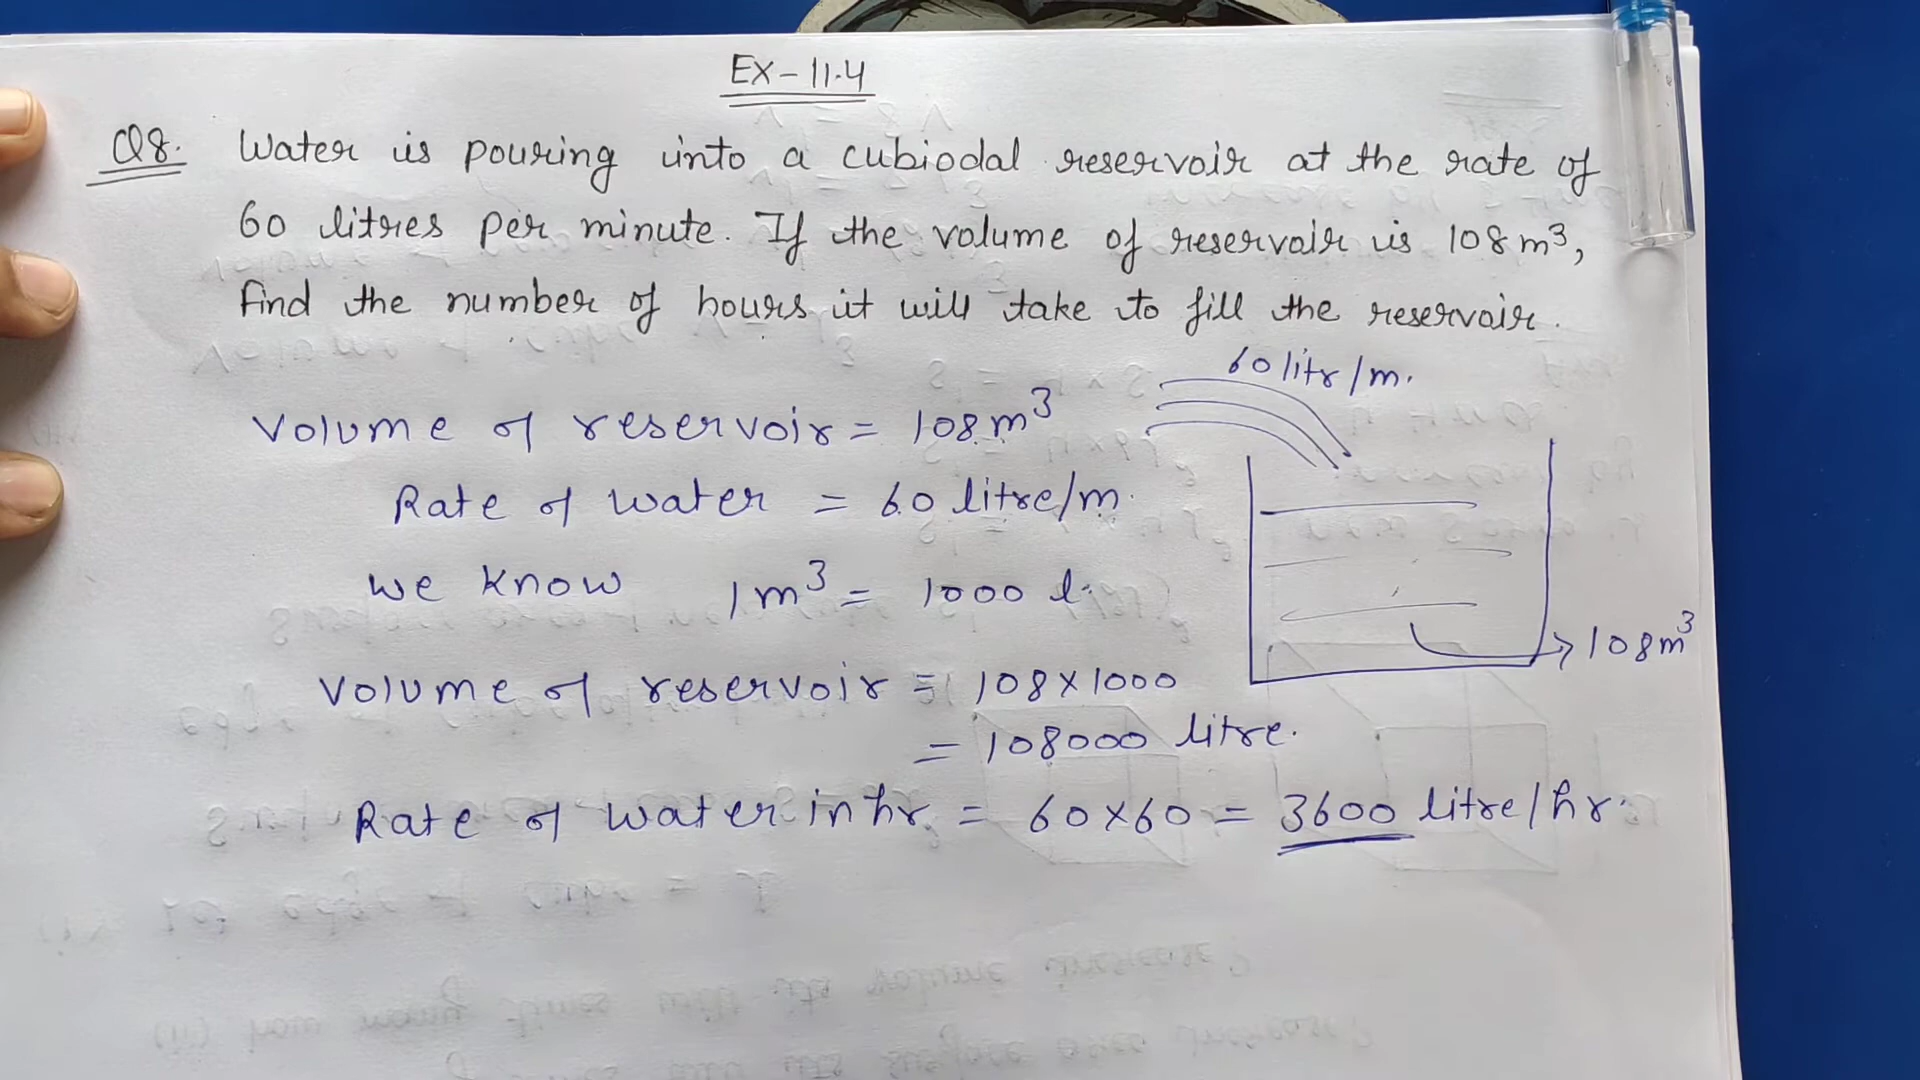 EX-11.4
Q8. Water is pouring into a cubiodal reservoir at the rate of
60 litres per minute. If the volume of reservoir is 108 m³,
find the number of hours it will take to fill the reservoir.
60 litr/m.
Volume of reservoir = 108 m³
Rate of water = 60 litre/m.
we know 1m³ = 1000 l.
108m³
Volume of reservoir = 108×1000
= 108000 litre.
Rate of water in hr = 60×60 = 3600 litre/hr.